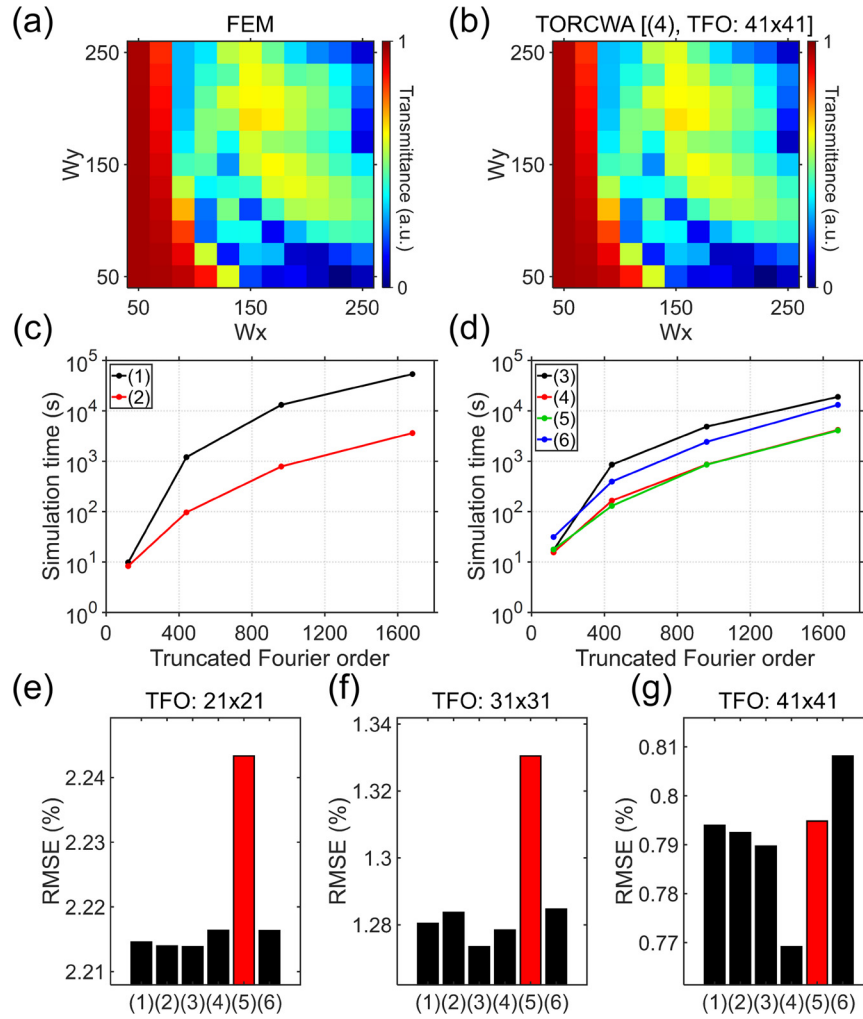 (a) FEM (b) TORCWA [(4), TFO: 41x41]
250 1 250 1
Wy Transmittance (a.u.) Wy Transmittance (a.u.)
150 150
50 0 50 0
50 150 250 50 150 250
Wx Wx
(c) (d)
10^5 10^5
(1) (3)
(2) (4)
(5)
(6)
10^4 10^4
10^3 10^3
Simulation time (s) Simulation time (s)
10^2 10^2
10^1 10^1
10^0 10^0
0 400 800 1200 1600 0 400 800 1200 1600
Truncated Fourier order Truncated Fourier order
(e) TFO: 21x21 (f) TFO: 31x31 (g) TFO: 41x41
RMSE (%)
2.24
2.23
2.22
2.21
(1)(2)(3)(4)(5)(6)
RMSE (%)
1.34
1.32
1.3
1.28
(1)(2)(3)(4)(5)(6)
RMSE (%)
0.81
0.8
0.79
0.77
(1)(2)(3)(4)(5)(6)